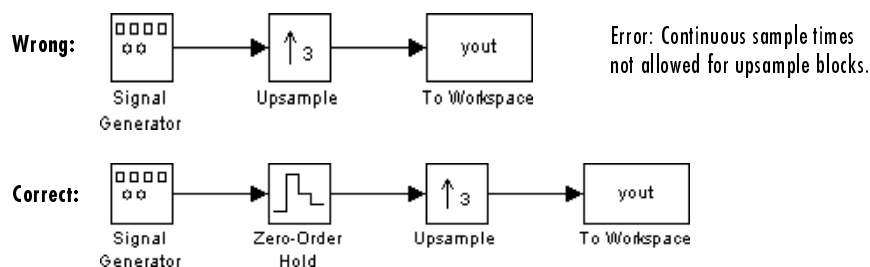 Wrong:
↑3
yout
Error: Continuous sample times
not allowed for upsample blocks.
Signal
Generator
Upsample
To Workspace
Correct:
↑3
yout
Signal
Generator
Zero-Order
Hold
Upsample
To Workspace